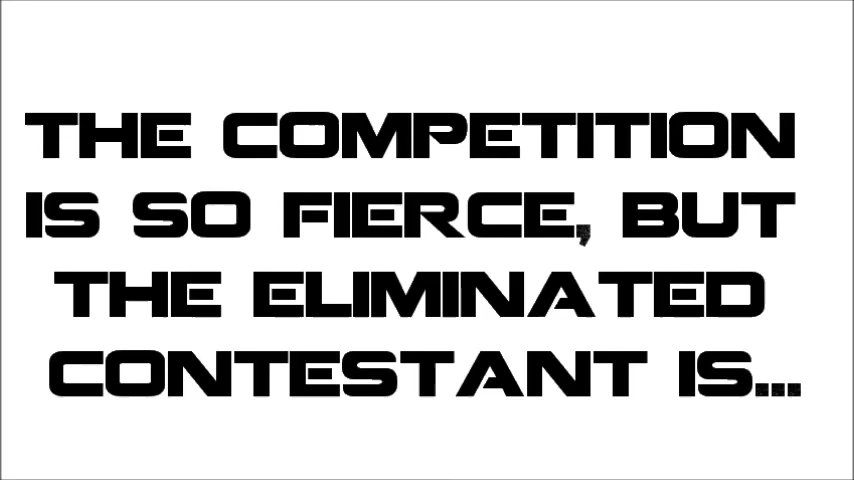 THE COMPETITION
IS SO FIERCE, BUT
THE ELIMINATED
CONTESTANT IS...